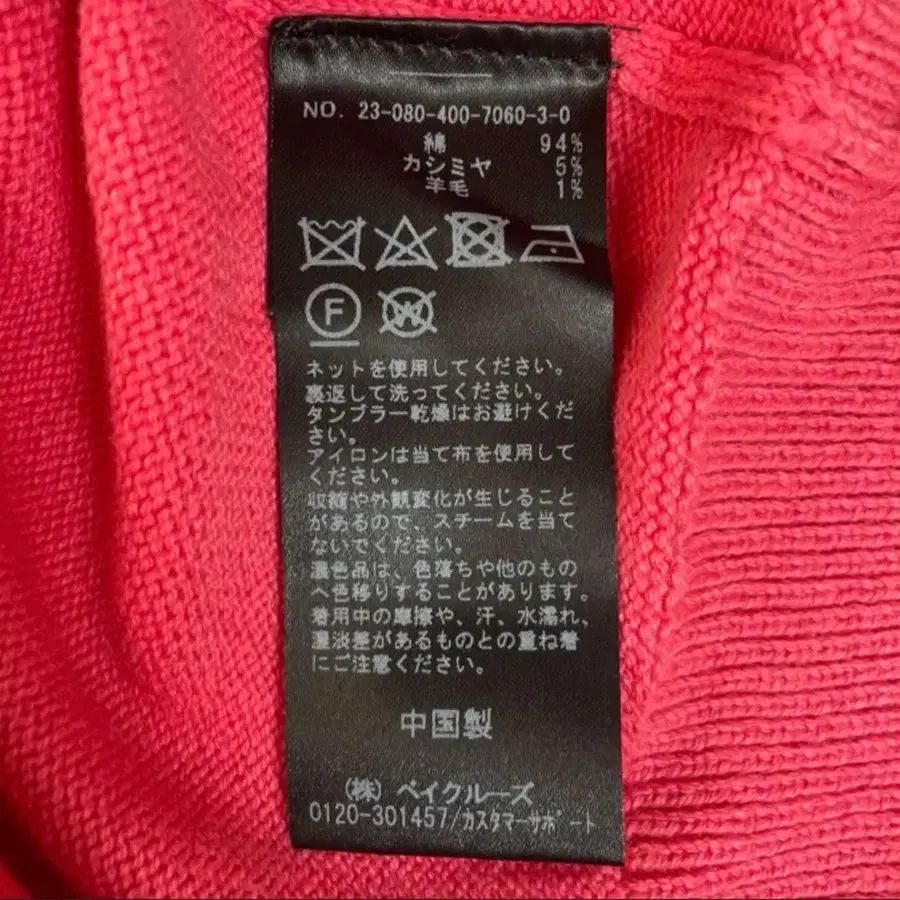 NO. 23-080-400-7060-3-0
綿 94%
カシミヤ 5%
羊毛 1%
F
W
ネットを使用してください。
裏返して洗ってください。
タンブラー乾燥はお避けくだ
さい。
アイロンは当て布を使用して
ください。
収縮や外観変化が生じること
があるので、スチームを当て
ないでください。
濃色品は、色落ちや他のもの
へ色移りすることがあります。
着用中の摩擦や、汗、水濡れ、
濃淡差があるものとの重ね着
にご注意ください。
中国製
(株) ベイクルーズ
0120-301457/カスタマーサポート